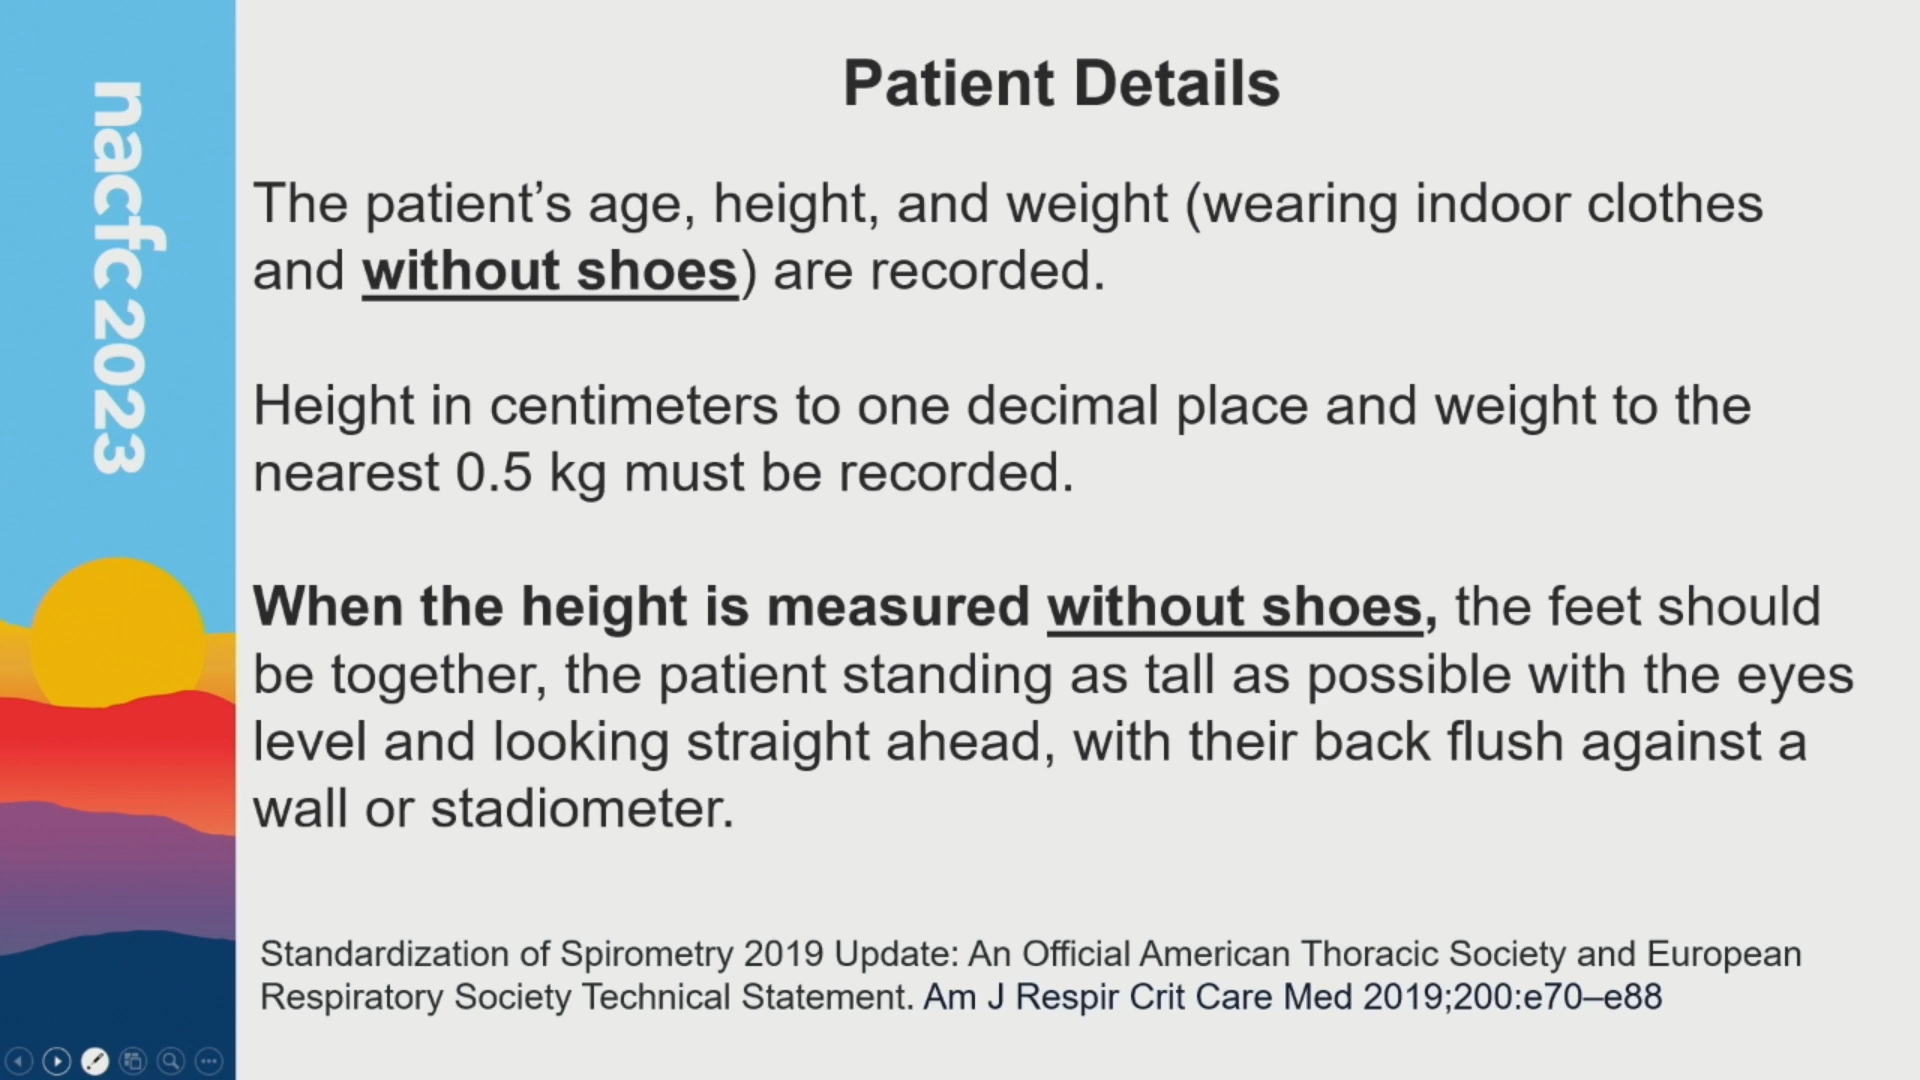 nacfc 2023
Patient Details
The patient’s age, height, and weight (wearing indoor clothes
and without shoes) are recorded.
Height in centimeters to one decimal place and weight to the
nearest 0.5 kg must be recorded.
When the height is measured without shoes, the feet should
be together, the patient standing as tall as possible with the eyes
level and looking straight ahead, with their back flush against a
wall or stadiometer.
Standardization of Spirometry 2019 Update: An Official American Thoracic Society and European
Respiratory Society Technical Statement. Am J Respir Crit Care Med 2019;200:e70–e88